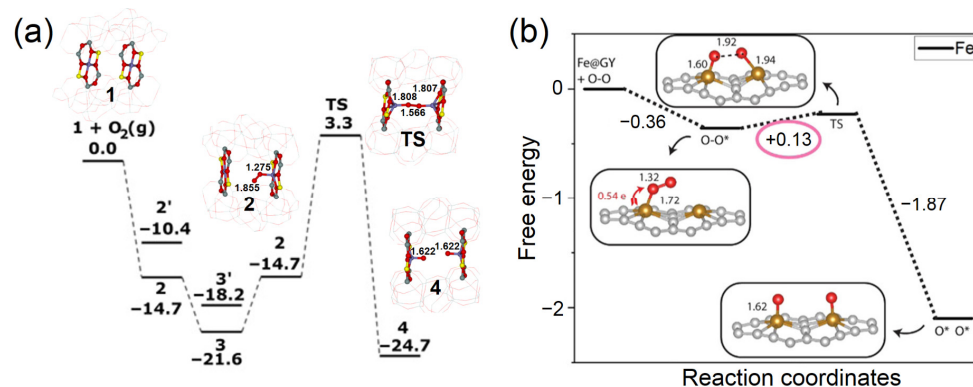 (a)
1
1 + O₂(g)
0.0
2'
−10.4
2
−14.7
3'
−18.2
3
−21.6
1.275
1.855
2
2
−14.7
TS
3.3
1.808
1.807
1.566
TS
1.622
1.622
4
4
−24.7
(b)
Free energy
0
−1
−2
Fe@GY
+ O-O
−0.36
O-O*
+0.13
TS
−1.87
O* O*
Fe
1.92
1.60
1.94
1.32
0.54 e
1.72
1.62
Reaction coordinates